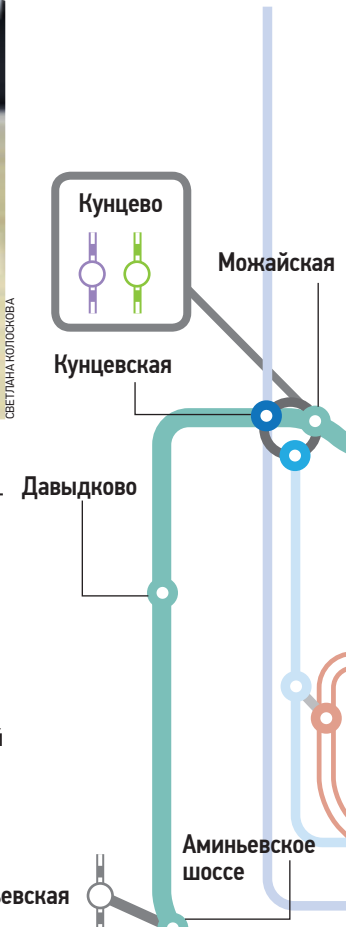 Кунцево
Можайская
СВЕТЛАНА КОЛОСКОВА
Кунцевская
Давыдково
Аминьевское
шоссе